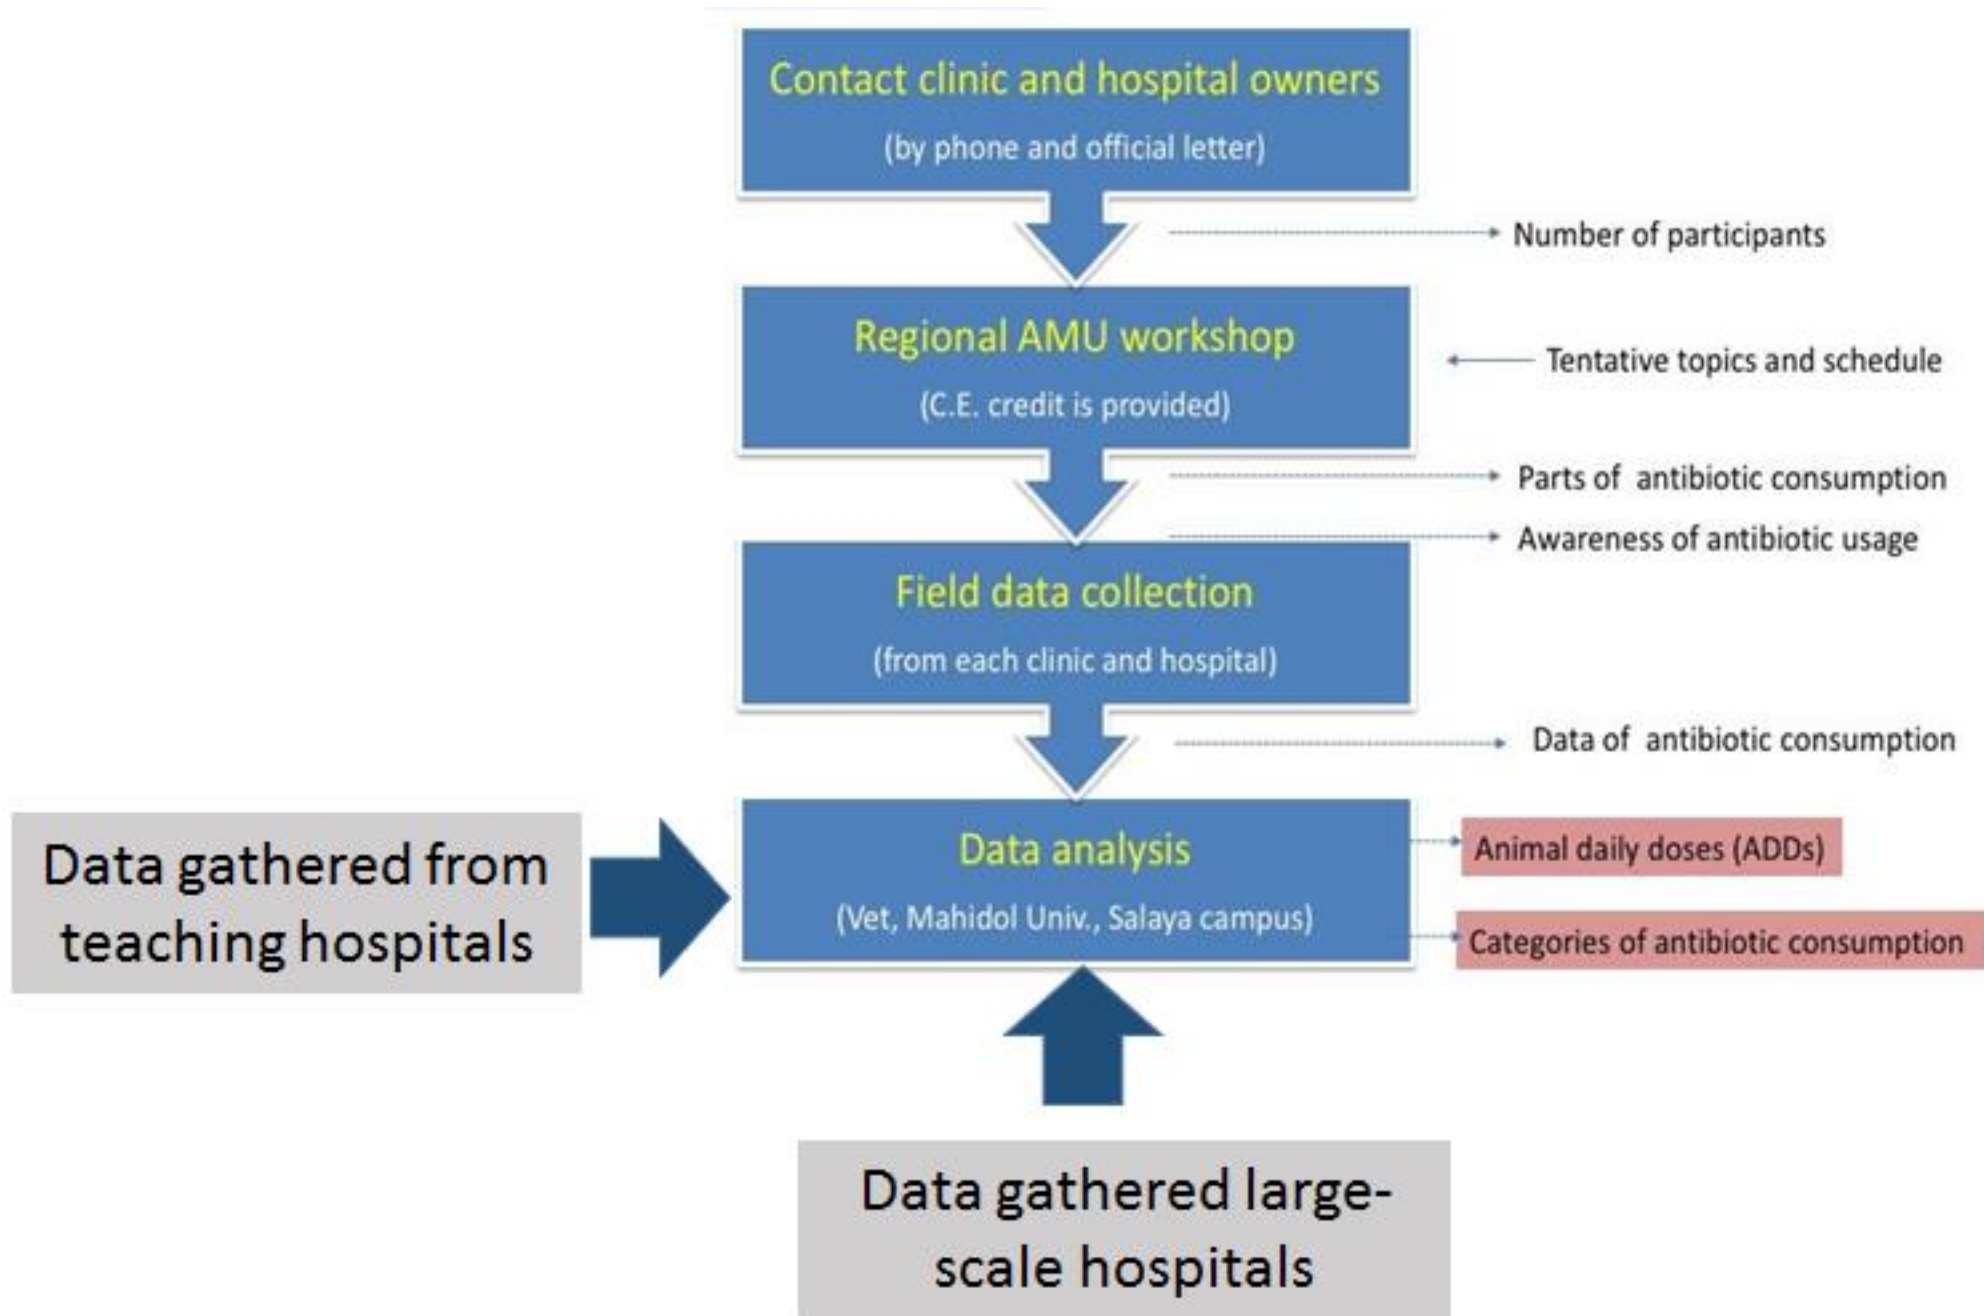 Contact clinic and hospital owners
(by phone and official letter)
Number of participants
Regional AMU workshop
(C.E. credit is provided)
Tentative topics and schedule
Parts of antibiotic consumption
Awareness of antibiotic usage
Field data collection
(from each clinic and hospital)
Data of antibiotic consumption
Data gathered from
teaching hospitals
Data analysis
(Vet, Mahidol Univ., Salaya campus)
Animal daily doses (ADDs)
Categories of antibiotic consumption
Data gathered large-
scale hospitals